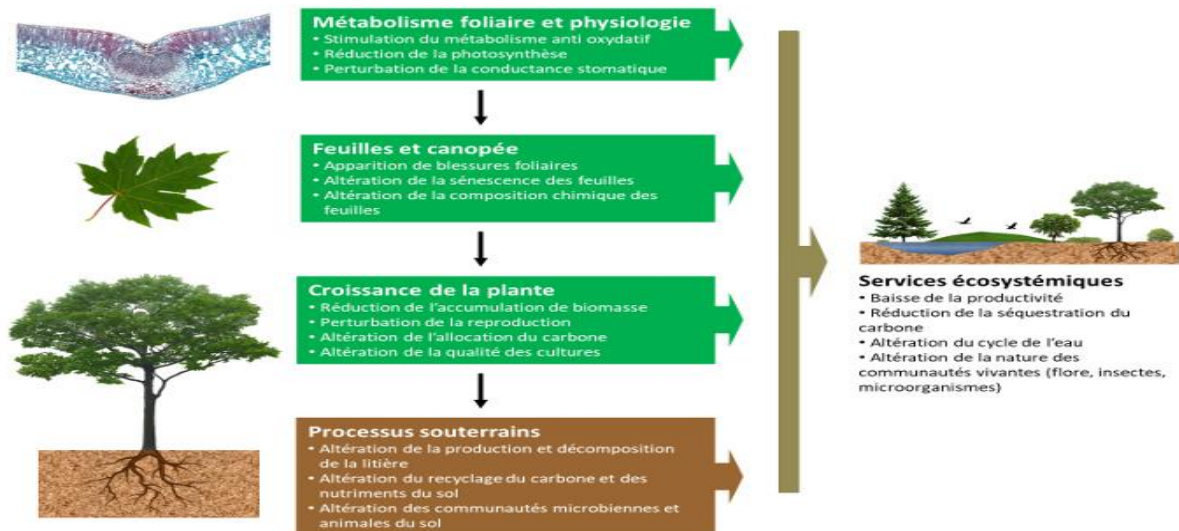 Métabolisme foliaire et physiologie
• Stimulation du métabolisme anti oxydatif
• Réduction de la photosynthèse
• Perturbation de la conductance stomatique
Feuilles et canopée
• Apparition de blessures foliaires
• Altération de la sénescence des feuilles
• Altération de la composition chimique des
feuilles
Croissance de la plante
• Réduction de l'accumulation de biomasse
• Perturbation de la reproduction
• Altération de l'allocation du carbone
• Altération de la qualité des cultures
Processus souterrains
• Altération de la production et décomposition
de la litière
• Altération du recyclage du carbone et des
nutriments du sol
• Altération des communautés microbiennes et
animales du sol
Services écosystémiques
• Baisse de la productivité
• Réduction de la séquestration du
carbone
• Altération du cycle de l'eau
• Altération de la nature des
communautés vivantes (flore, insectes,
microorganismes)